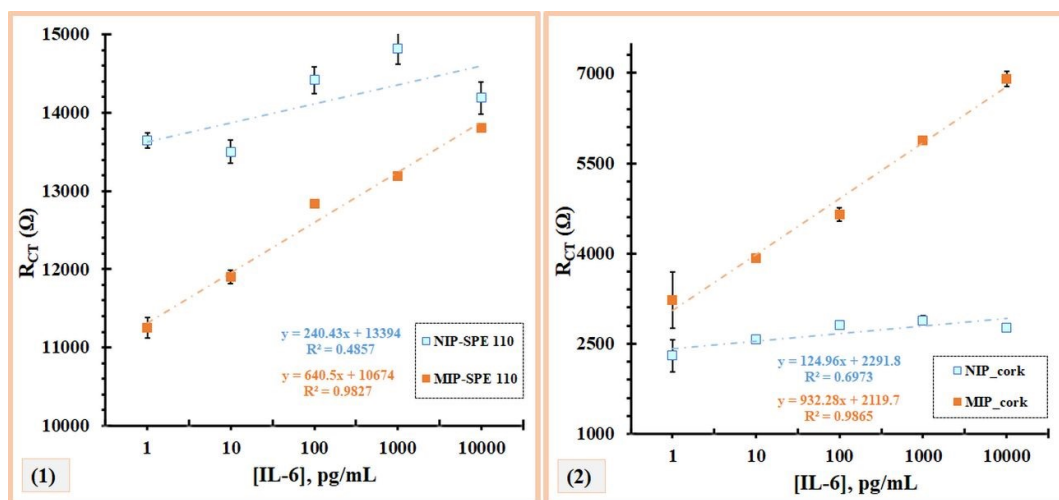 15000
14000
13000
12000
11000
10000
R_CT (Ω)
y = 240.43x + 13394
R² = 0.4857
y = 640.5x + 10674
R² = 0.9827
NIP-SPE 110
MIP-SPE 110
1 10 100 1000 10000
[IL-6], pg/mL
(1)
7000
5500
4000
2500
1000
R_CT (Ω)
y = 124.96x + 2291.8
R² = 0.6973
y = 932.28x + 2119.7
R² = 0.9865
NIP_cork
MIP_cork
1 10 100 1000 10000
[IL-6], pg/mL
(2)